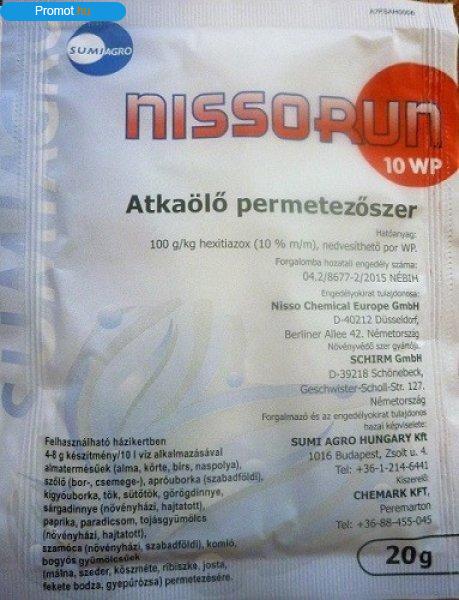 Promot.hu
A7PSAH0006
SUMIAGRO
NISSORUN
10 WP
Atkaölő permetezőszer
Hatóanyag:
100 g/kg hexitiazox (10 % m/m), nedvesíthető por WP.
Forgalomba hozatali engedély száma:
04.2/8677-2/2015 NÉBIH
Engedélyokirat tulajdonosa:
Nisso Chemical Europe GmbH
D-40212 Düsseldorf,
Berliner Allee 42. Németország
Növényvédő szer gyártója:
SCHIRM GmbH
D-39218 Schönebeck,
Geschwister-Scholl-Str. 127.
Németország
Forgalmazó és az engedélyokirat tulajdonos
hazai képviselete:
SUMI AGRO HUNGARY Kft
1016 Budapest, Zsolt u. 4.
Tel: +36-1-214-6441
Kiszerelő:
CHEMARK KFT,
Peremarton
Tel: +36-88-455-045
Felhasználható házikertben
4-8 g készítmény/10 l víz alkalmazásával
almatermésűek (alma, körte, birs, naspolya),
szőlő (bor-, csemege-), apróuborka (szabadföldi),
kígyóuborka, tök, sütőtök, görögdinnye,
sárgadinnye (növényházi, hajtatott),
paprika, paradicsom, tojásgyümölcs
(növényházi, hajtatott),
szamóca (növényházi, szabadföldi), komló,
bogyós gyümölcsűek
(málna, szeder, köszméte, ribiszke, josta,
fekete bodza, gyepűrózsa) permetezésére.
20 g
SUMIAGRO